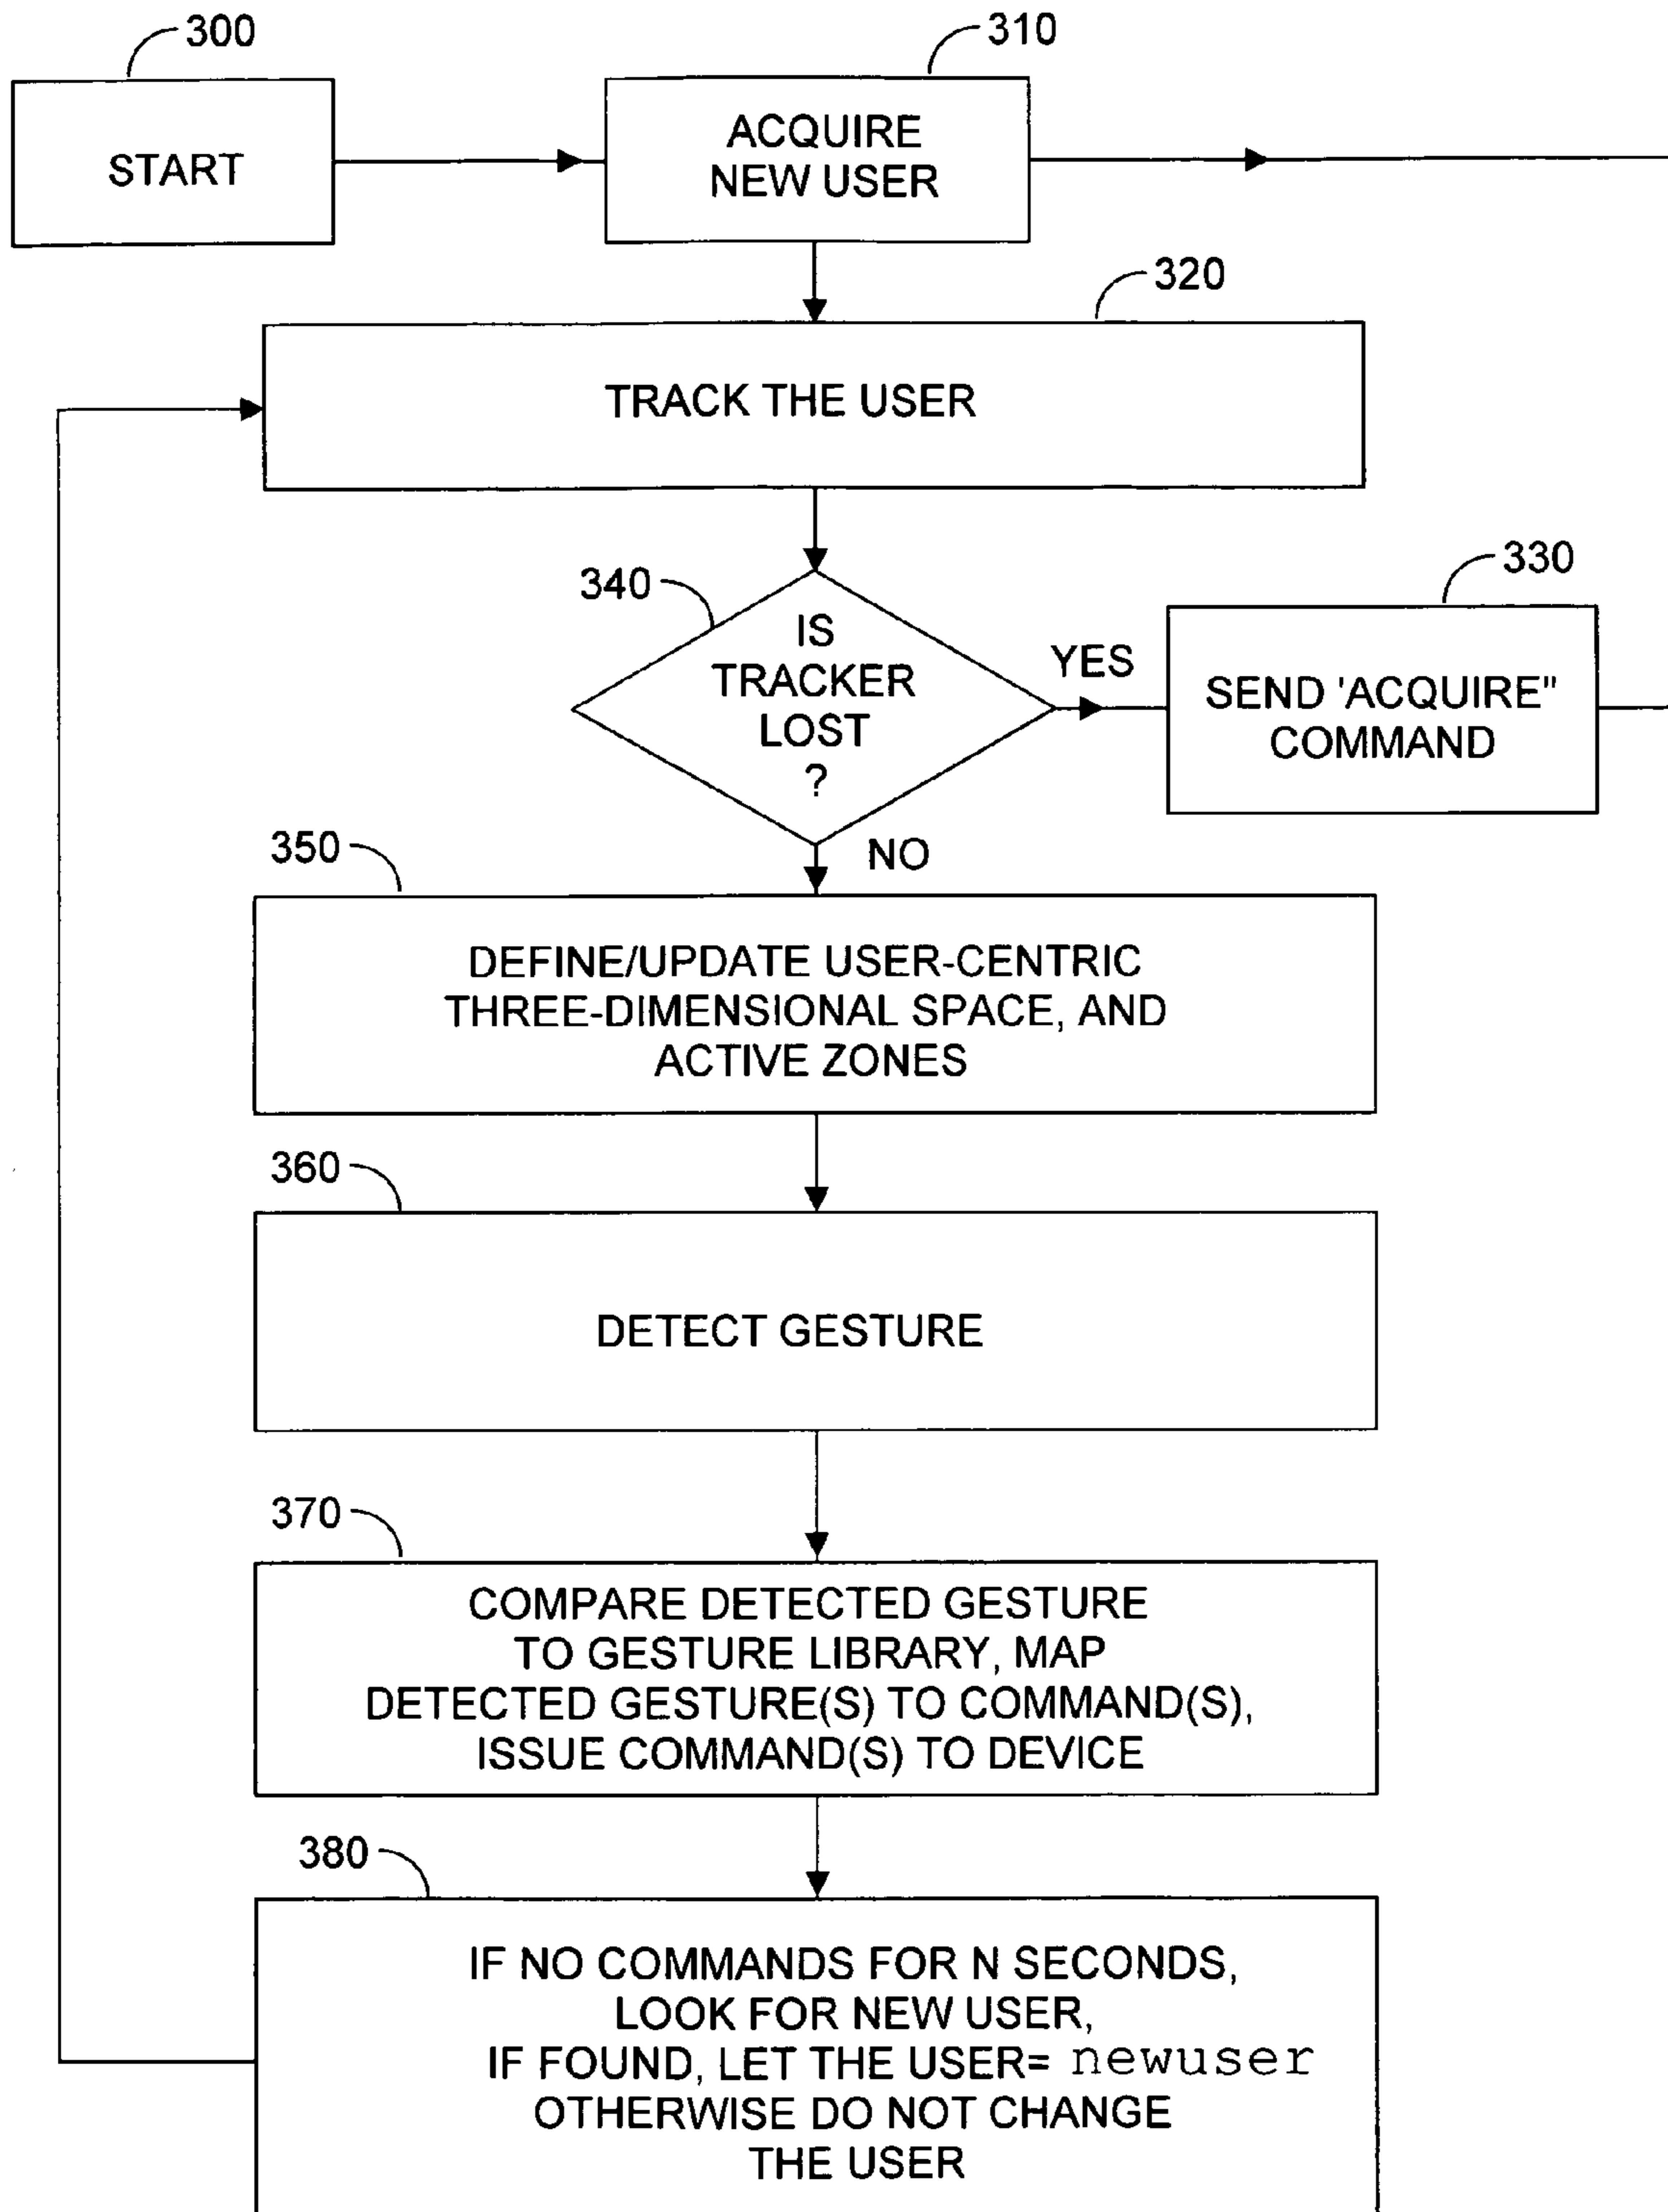 300
START
310
ACQUIRE
NEW USER
320
TRACK THE USER
340
IS
TRACKER
LOST
?
YES
330
SEND 'ACQUIRE"
COMMAND
NO
350
DEFINE/UPDATE USER-CENTRIC
THREE-DIMENSIONAL SPACE, AND
ACTIVE ZONES
360
DETECT GESTURE
370
COMPARE DETECTED GESTURE
TO GESTURE LIBRARY, MAP
DETECTED GESTURE(S) TO COMMAND(S),
ISSUE COMMAND(S) TO DEVICE
380
IF NO COMMANDS FOR N SECONDS,
LOOK FOR NEW USER,
IF FOUND, LET THE USER= newuser
OTHERWISE DO NOT CHANGE
THE USER